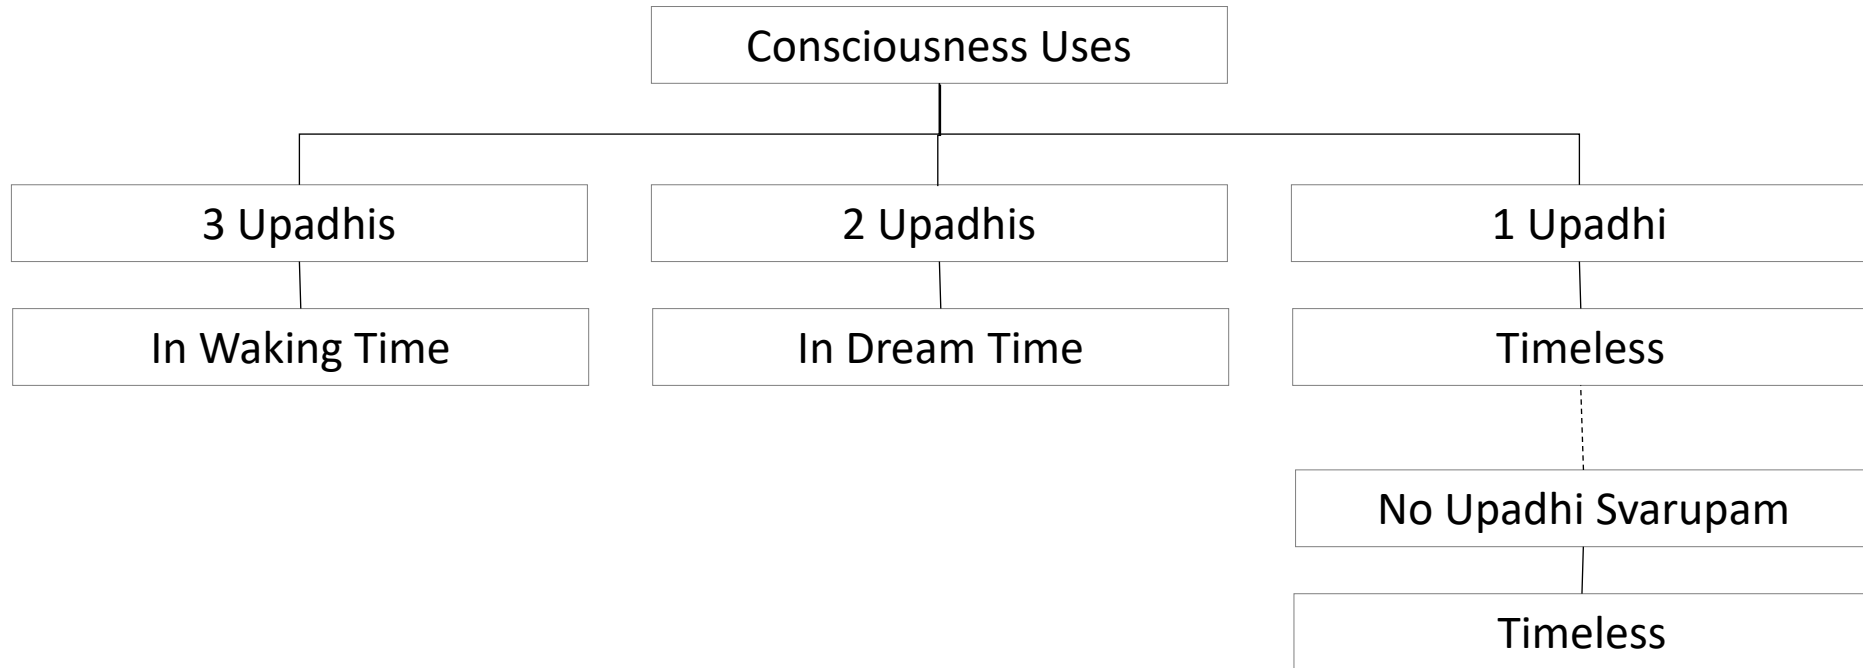 Consciousness Uses
3 Upadhis
2 Upadhis
1 Upadhi
In Waking Time
In Dream Time
Timeless
No Upadhi Svarupam
Timeless